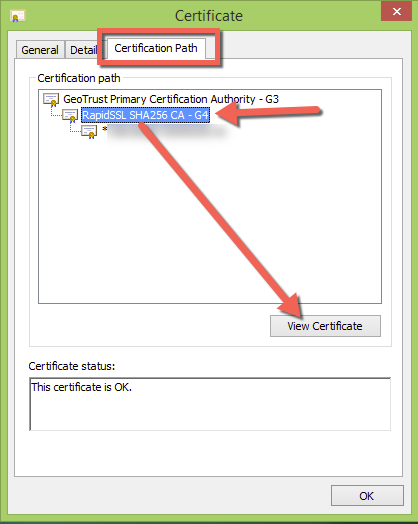 Certificate
General Details Certification Path
Certification path
GeoTrust Primary Certification Authority - G3
RapidSSL SHA256 CA - G4
*
View Certificate
Certificate status:
This certificate is OK.
OK